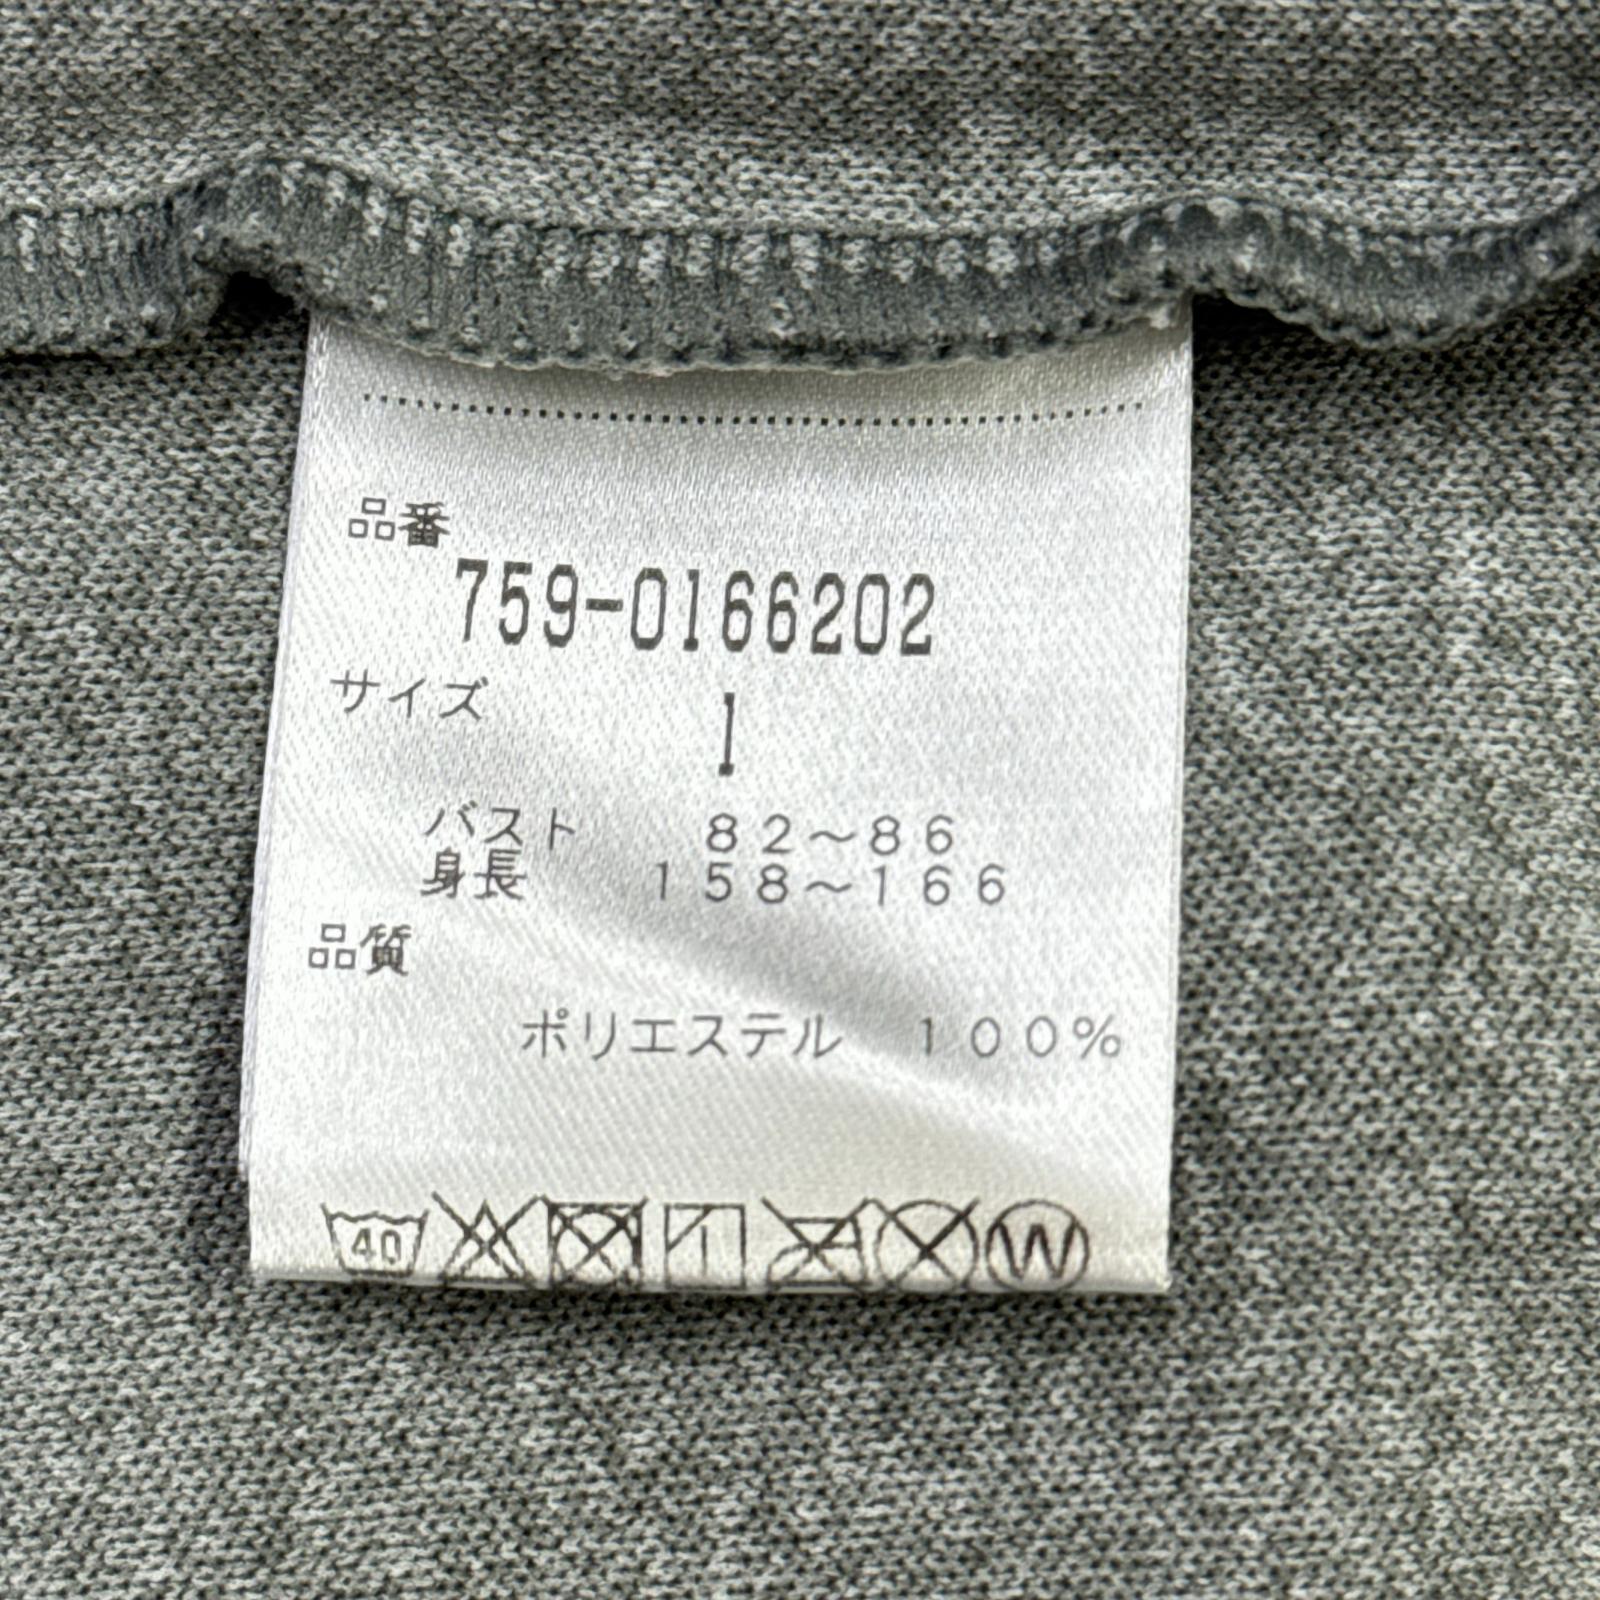 品番
759-0166202
サイズ 1
バスト 82～86
身長 158～166
品質
ポリエステル 100%
40 W